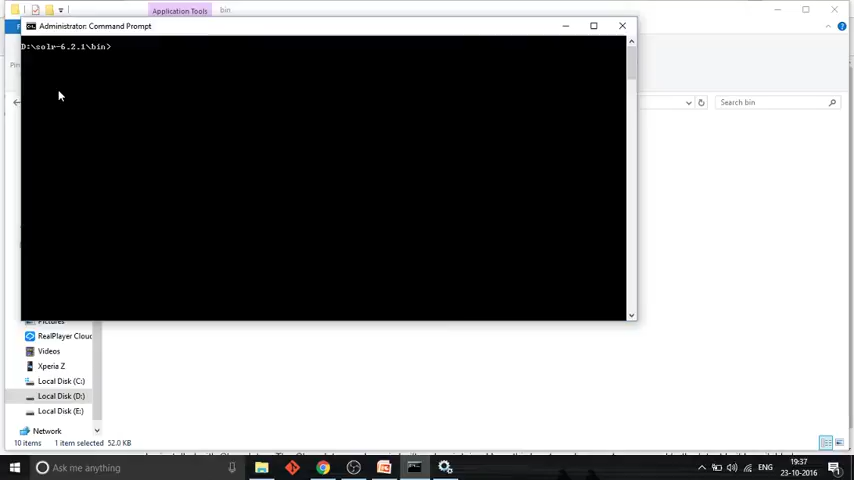 Application Tools
bin
Administrator: Command Prompt
D:\solr-6.2.1\bin>
Search bin
Pictures
RealPlayer Cloud
Videos
Xperia Z
Local Disk (C:)
Local Disk (D:)
Local Disk (E:)
Network
10 items
1 item selected 52.0 KB
Ask me anything
ENG
19:37
23-10-2016